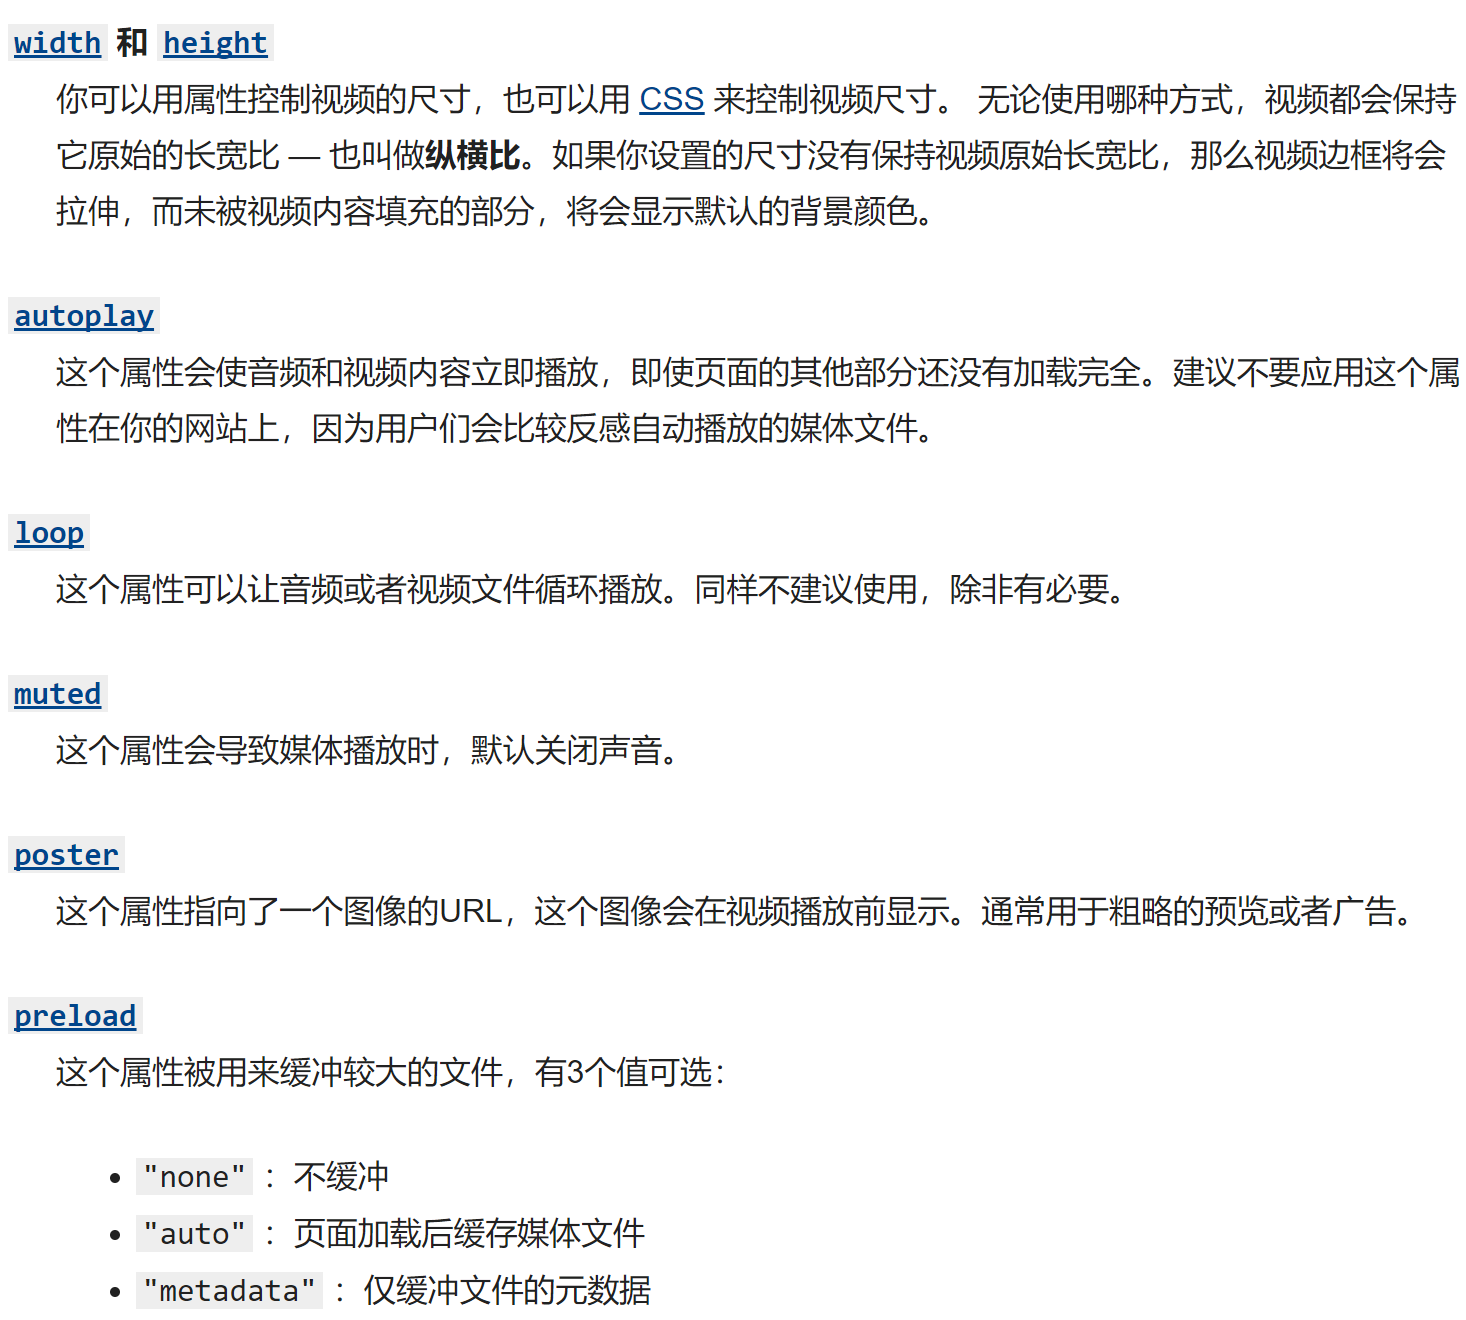 width 和 height
你可以用属性控制视频的尺寸，也可以用 CSS 来控制视频尺寸。 无论使用哪种方式，视频都会保持
它原始的长宽比 — 也叫做纵横比。如果你设置的尺寸没有保持视频原始长宽比，那么视频边框将会
拉伸，而未被视频内容填充的部分，将会显示默认的背景颜色。
autoplay
这个属性会使音频和视频内容立即播放，即使页面的其他部分还没有加载完全。建议不要应用这个属
性在你的网站上，因为用户们会比较反感自动播放的媒体文件。
loop
这个属性可以让音频或者视频文件循环播放。同样不建议使用，除非有必要。
muted
这个属性会导致媒体播放时，默认关闭声音。
poster
这个属性指向了一个图像的URL，这个图像会在视频播放前显示。通常用于粗略的预览或者广告。
preload
这个属性被用来缓冲较大的文件，有3个值可选：
• "none" ：不缓冲
• "auto" ：页面加载后缓存媒体文件
• "metadata" ：仅缓冲文件的元数据